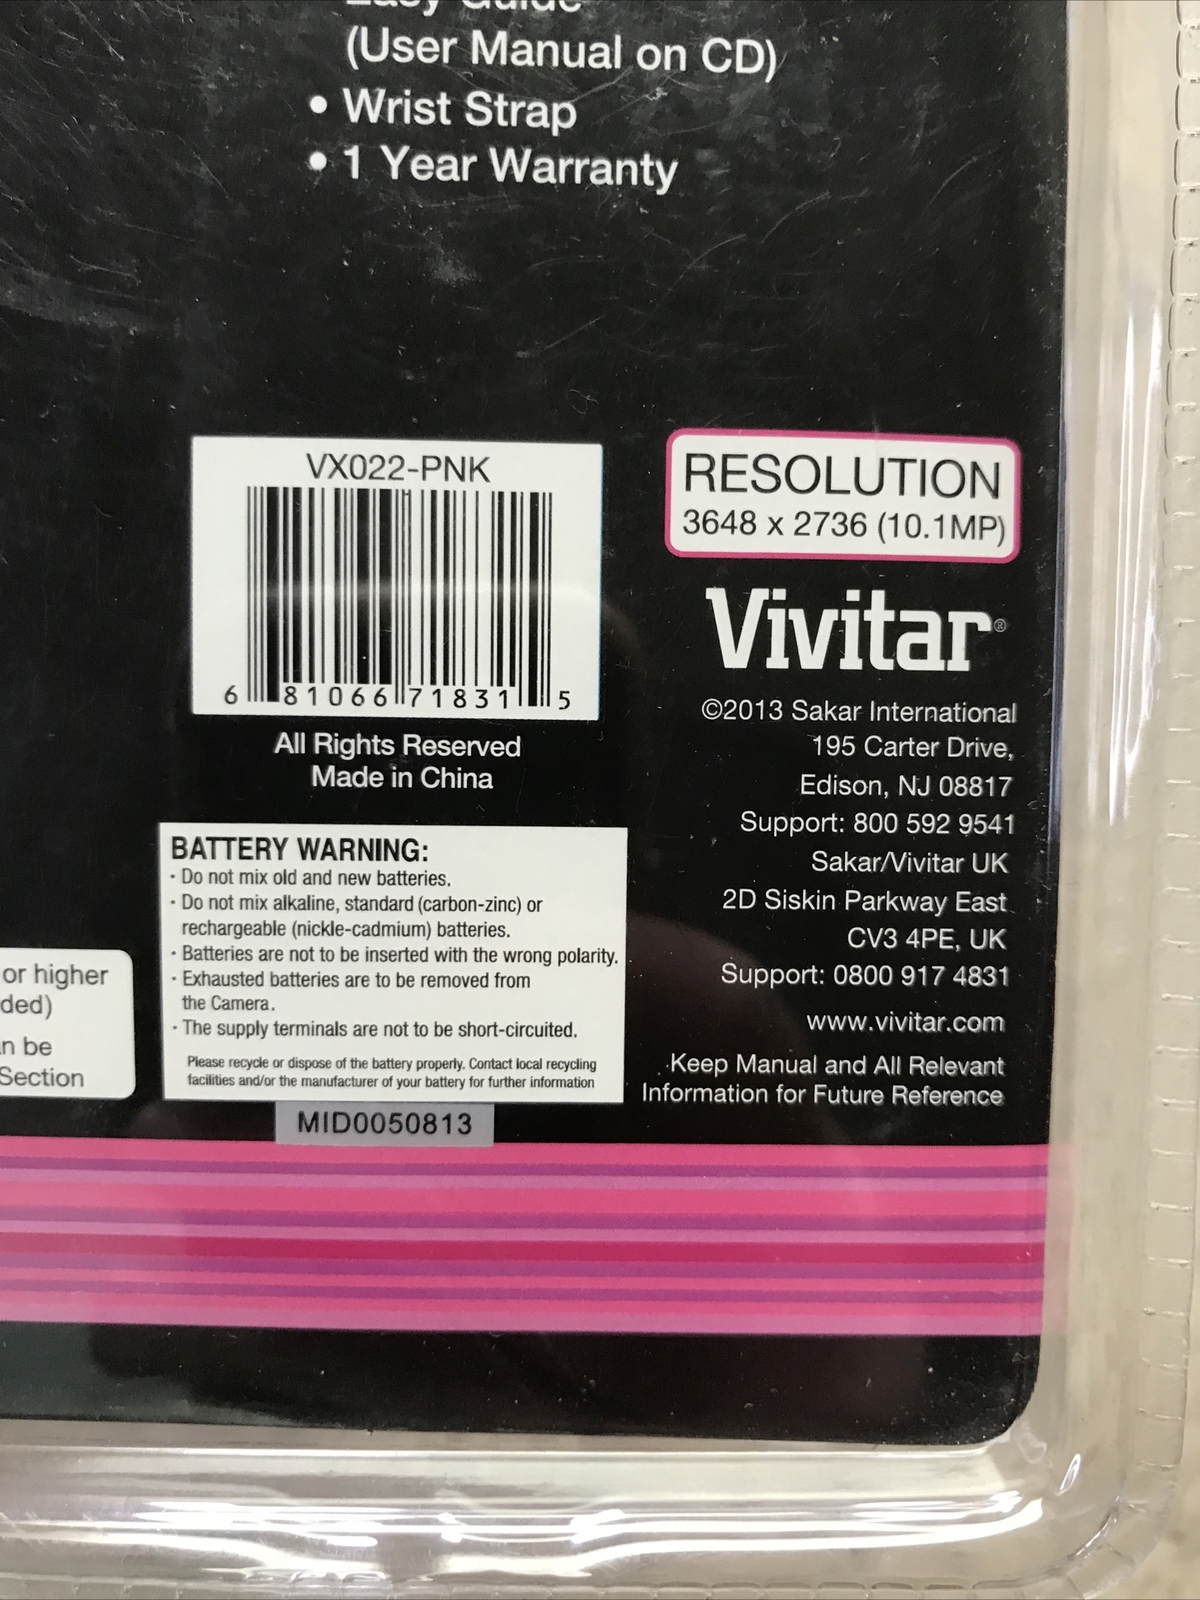 Easy Guide
(User Manual on CD)
• Wrist Strap
• 1 Year Warranty
VX022-PNK
6 81066 71831 5
All Rights Reserved
Made in China
RESOLUTION
3648 x 2736 (10.1MP)
Vivitar®
©2013 Sakar International
195 Carter Drive,
Edison, NJ 08817
Support: 800 592 9541
Sakar/Vivitar UK
2D Siskin Parkway East
CV3 4PE, UK
Support: 0800 917 4831
www.vivitar.com
Keep Manual and All Relevant
Information for Future Reference
BATTERY WARNING:
· Do not mix old and new batteries.
· Do not mix alkaline, standard (carbon-zinc) or
rechargeable (nickle-cadmium) batteries.
· Batteries are not to be inserted with the wrong polarity.
· Exhausted batteries are to be removed from
the Camera.
· The supply terminals are not to be short-circuited.
Please recycle or dispose of the battery properly. Contact local recycling
facilities and/or the manufacturer of your battery for further information
MID0050813
or higher
ded)
n be
Section